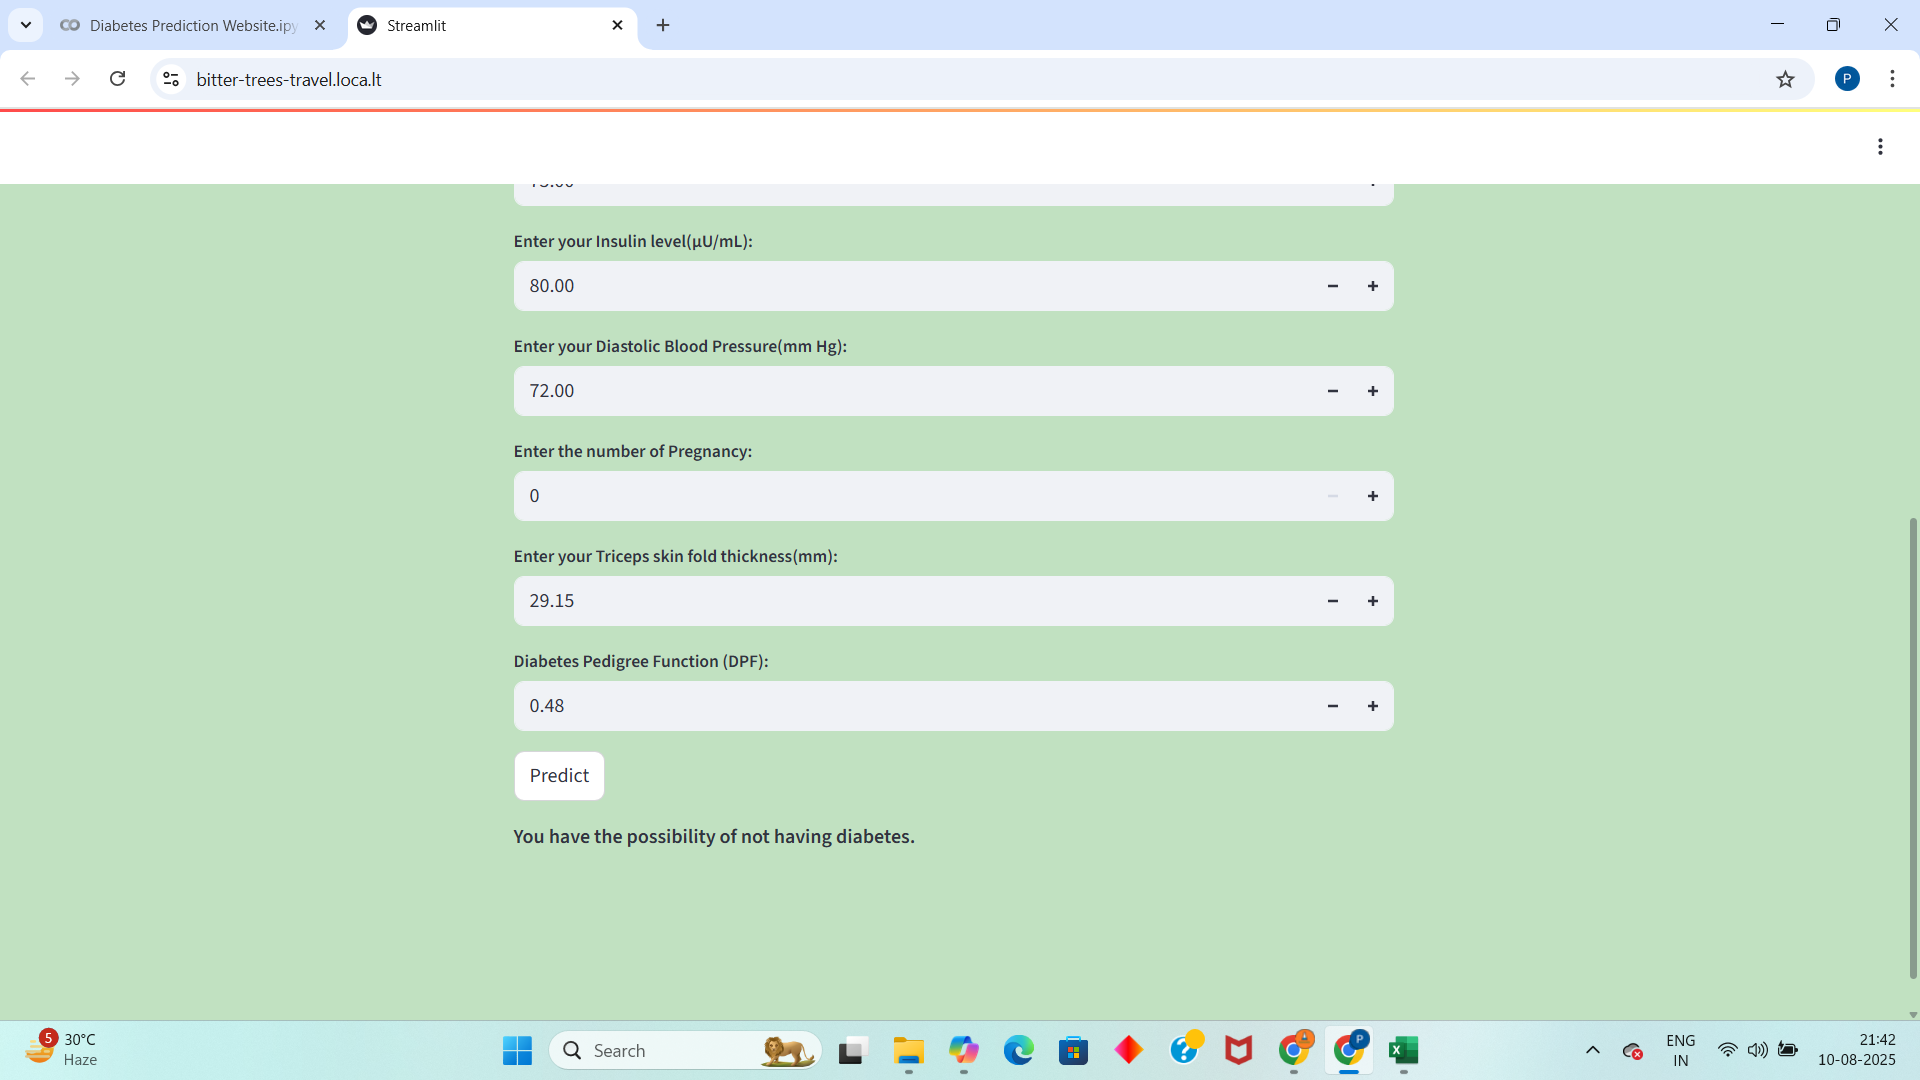 Diabetes Prediction Website.ipy
Streamlit
bitter-trees-travel.loca.lt
P
Enter your Insulin level(µU/mL):
80.00
Enter your Diastolic Blood Pressure(mm Hg):
72.00
Enter the number of Pregnancy:
0
Enter your Triceps skin fold thickness(mm):
29.15
Diabetes Pedigree Function (DPF):
0.48
Predict
You have the possibility of not having diabetes.
5
30°C
Haze
Search
P
ENG
IN
21:42
10-08-2025